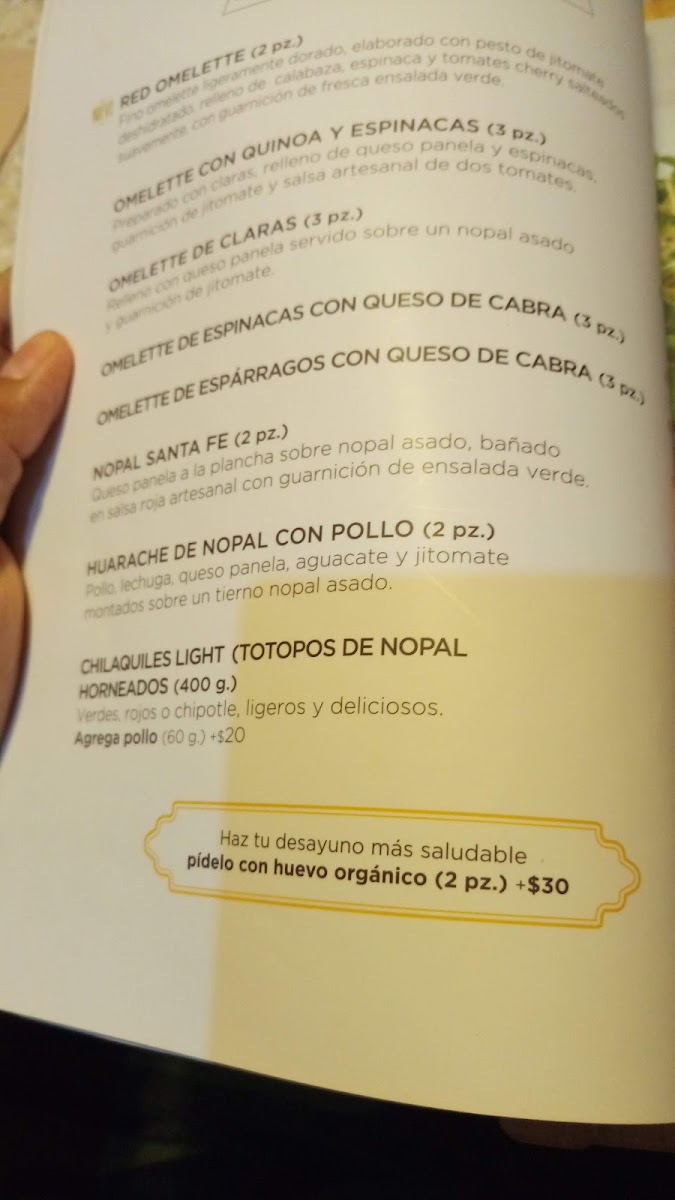 RED OMELETTE (2 pz.)
Fino omelette ligeramente dorado, elaborado con pesto de jitomate
deshidratado, relleno de calabaza, espinaca y tomates cherry salteados
suavemente, con guarnición de fresca ensalada verde.
OMELETTE CON QUINOA Y ESPINACAS (3 pz.)
Preparado con claras, relleno de queso panela y espinacas,
guarnición de jitomate y salsa artesanal de dos tomates.
OMELETTE DE CLARAS (3 pz.)
Relleno con queso panela servido sobre un nopal asado
y guarnición de jitomate.
OMELETTE DE ESPINACAS CON QUESO DE CABRA (3 pz.)
OMELETTE DE ESPÁRRAGOS CON QUESO DE CABRA (3 pz.)
NOPAL SANTA FE (2 pz.)
Queso panela a la plancha sobre nopal asado, bañado
en salsa roja artesanal con guarnición de ensalada verde.
HUARACHE DE NOPAL CON POLLO (2 pz.)
Pollo, lechuga, queso panela, aguacate y jitomate
montados sobre un tierno nopal asado.
CHILAQUILES LIGHT (TOTOPOS DE NOPAL
HORNEADOS (400 g.)
Verdes, rojos o chipotle, ligeros y deliciosos.
Agrega pollo (60 g.) +$20
Haz tu desayuno más saludable
pídelo con huevo orgánico (2 pz.) +$30